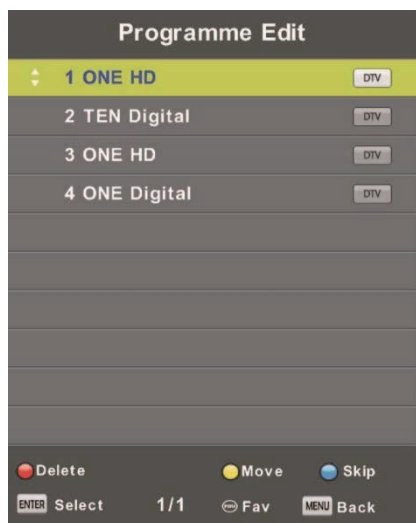 Programme Edit
1 ONE HD DTV
2 TEN Digital DTV
3 ONE HD DTV
4 ONE Digital DTV
Delete Move Skip
ENTER Select 1/1 Fav MENU Back